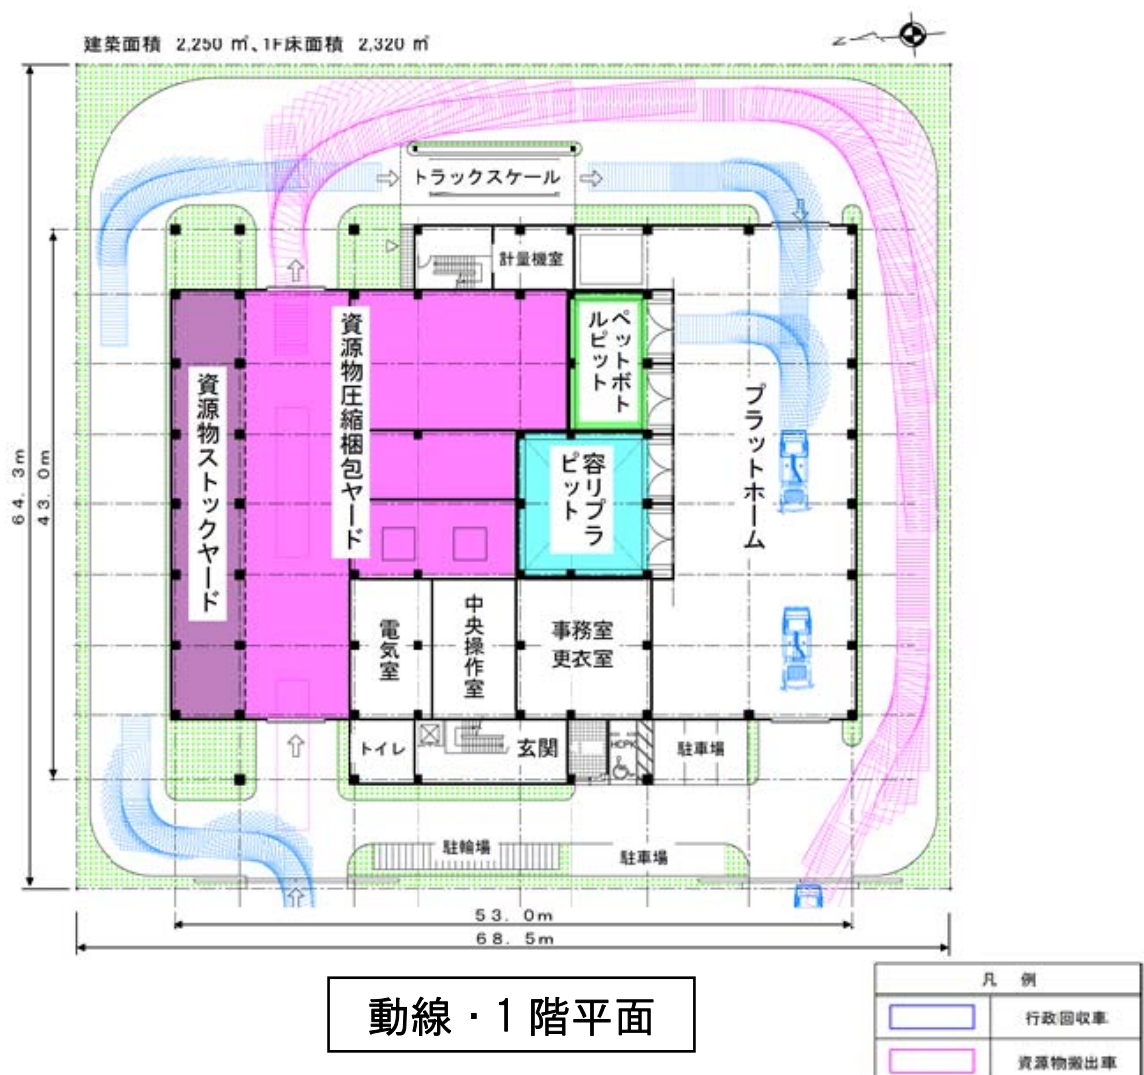 建築面積 2,250 ㎡、1F床面積 2,320 ㎡
N
トラックスケール
計量機室
資源物ストックヤード
資源物圧縮梱包ヤード
ペットボト
ルピット
容リプラ
ピット
プラットホーム
電気室
中央操作室
事務室
更衣室
トイレ
玄関
HCPK
駐車場
駐輪場
駐車場
64.3m
43.0m
53.0m
68.5m
動線・1階平面
凡 例
行政回収車
資源物搬出車